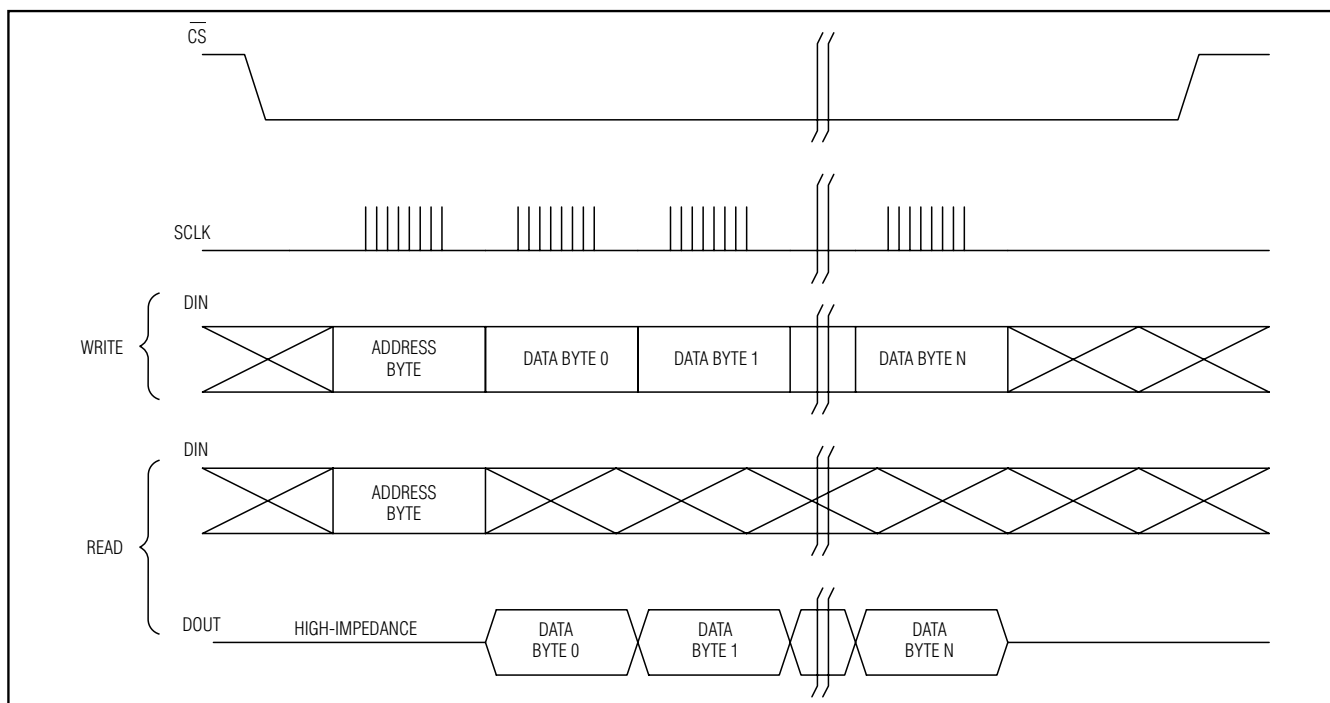 CS
SCLK
DIN
WRITE
ADDRESS
BYTE
DATA BYTE 0
DATA BYTE 1
DATA BYTE N
DIN
READ
ADDRESS
BYTE
DOUT
HIGH-IMPEDANCE
DATA
BYTE 0
DATA
BYTE 1
DATA
BYTE N